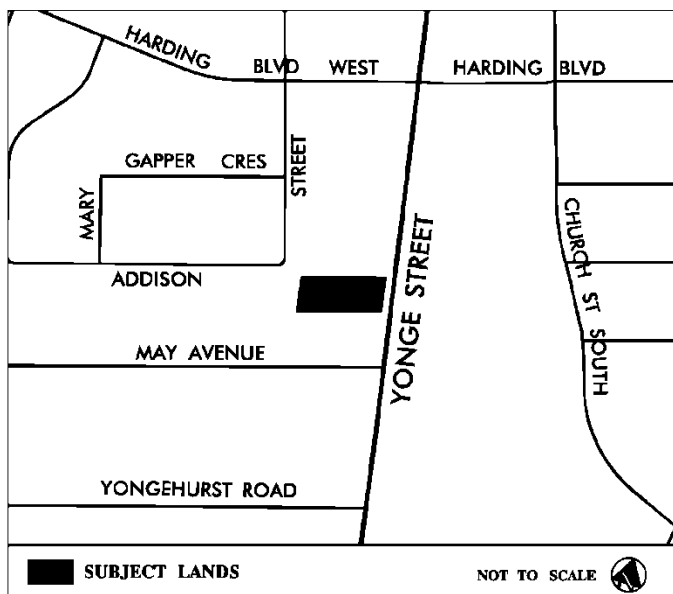 HARDING BLVD WEST
HARDING BLVD
GAPPER CRES
STREET
MARY
ADDISON
CHURCH ST SOUTH
YONGE STREET
MAY AVENUE
YONGEHURST ROAD
SUBJECT LANDS
NOT TO SCALE